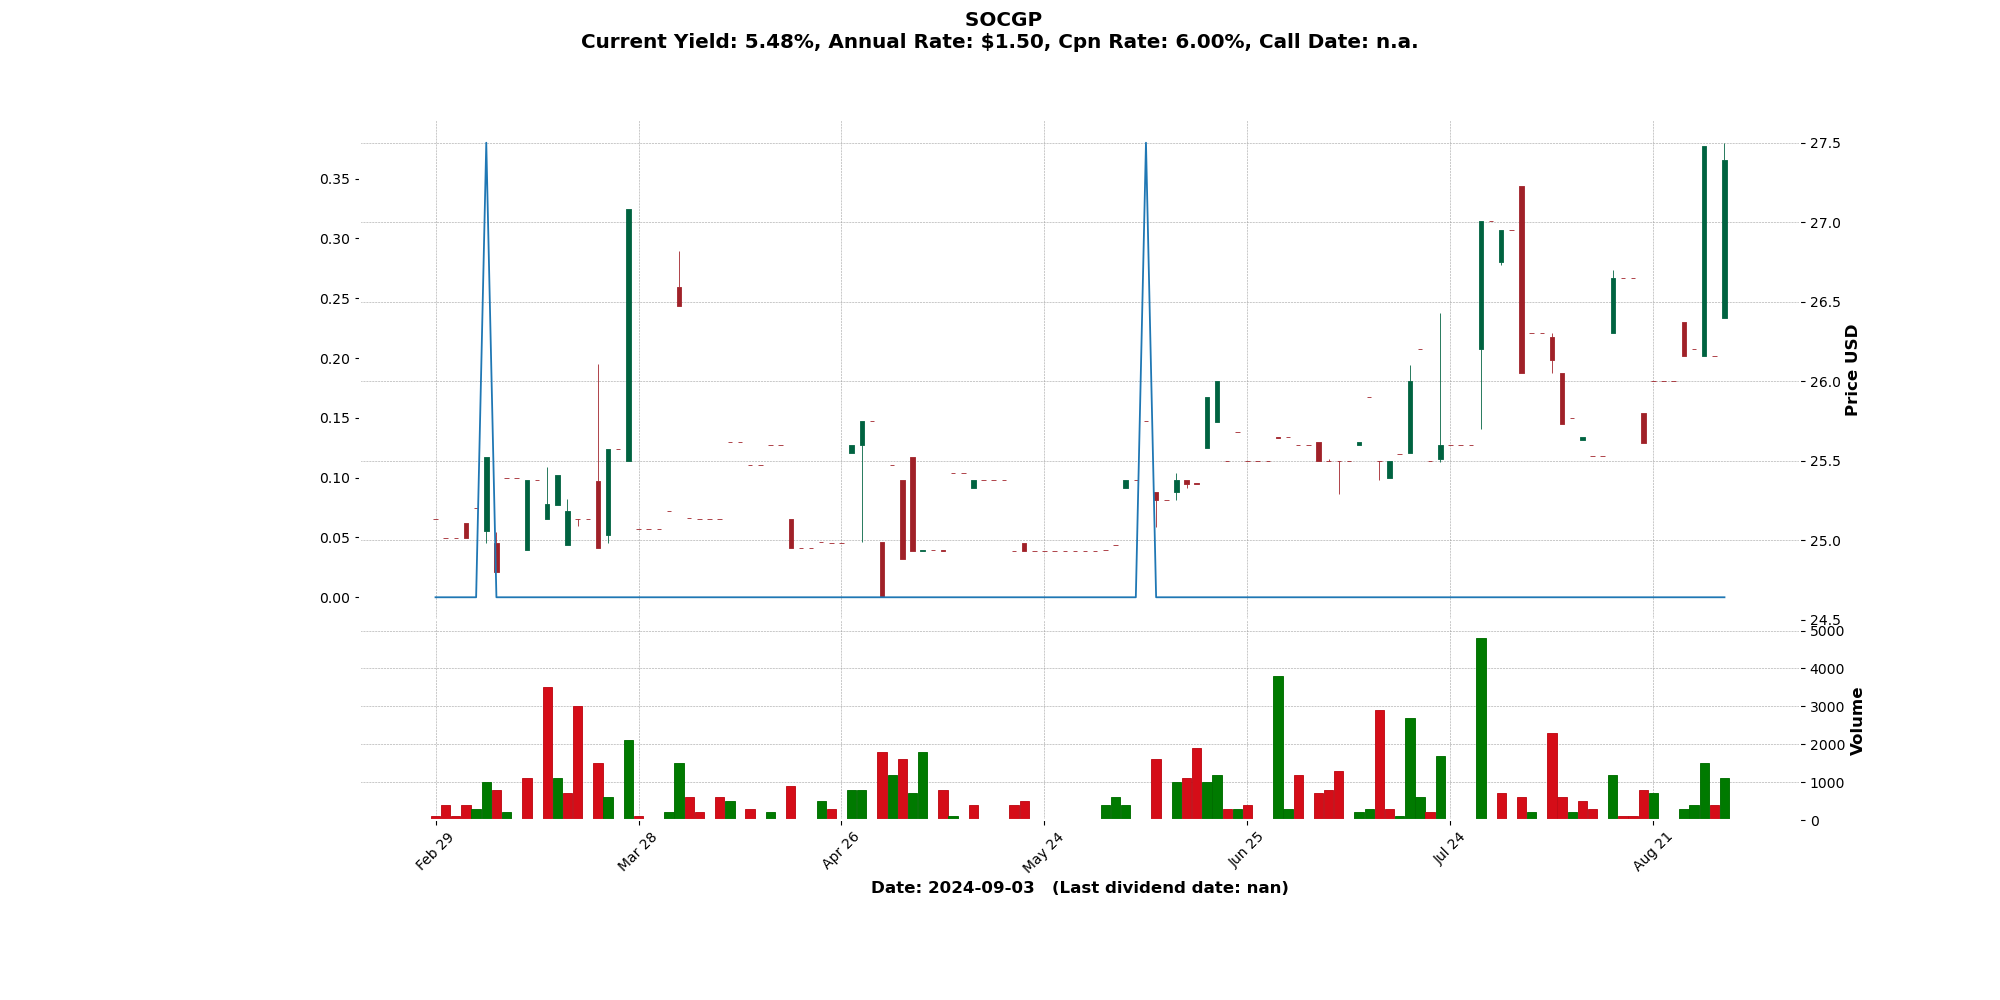 SOCGP
Current Yield: 5.48%, Annual Rate: $1.50, Cpn Rate: 6.00%, Call Date: n.a.
0.35
0.30
0.25
0.20
0.15
0.10
0.05
0.00
27.5
27.0
26.5
26.0
25.5
25.0
24.5
Price USD
5000
4000
3000
2000
1000
0
Volume
Feb 29
Mar 28
Apr 26
May 24
Jun 25
Jul 24
Aug 21
Date: 2024-09-03   (Last dividend date: nan)